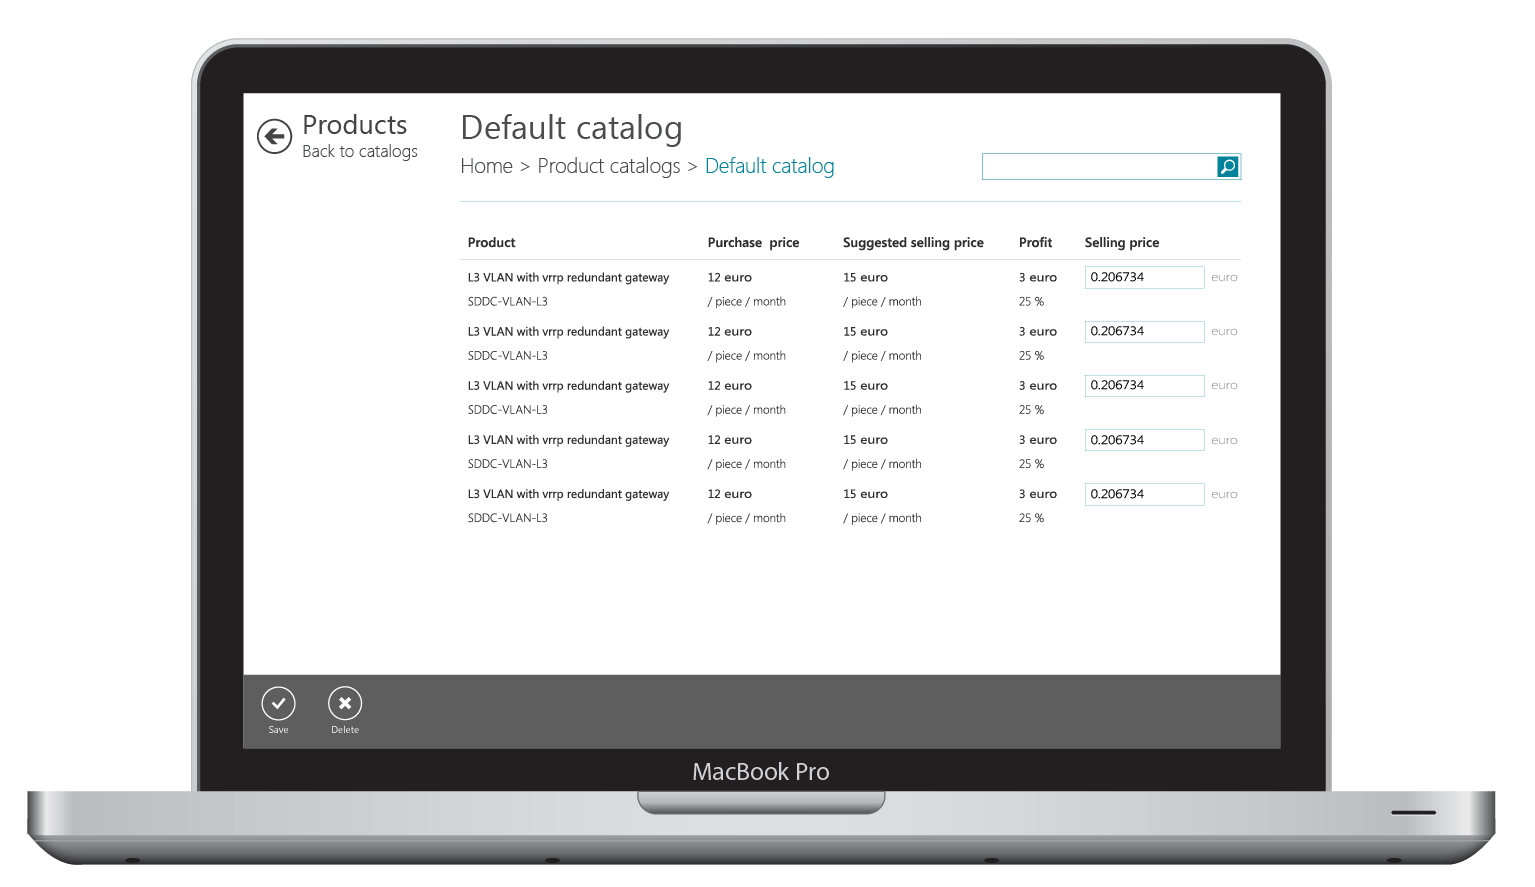 Products
Back to catalogs
Default catalog
Home > Product catalogs > Default catalog
Product Purchase price Suggested selling price Profit Selling price
L3 VLAN with vrrp redundant gateway 12 euro 15 euro 3 euro 0.206734 euro
SDDC-VLAN-L3 / piece / month / piece / month 25 %
L3 VLAN with vrrp redundant gateway 12 euro 15 euro 3 euro 0.206734 euro
SDDC-VLAN-L3 / piece / month / piece / month 25 %
L3 VLAN with vrrp redundant gateway 12 euro 15 euro 3 euro 0.206734 euro
SDDC-VLAN-L3 / piece / month / piece / month 25 %
L3 VLAN with vrrp redundant gateway 12 euro 15 euro 3 euro 0.206734 euro
SDDC-VLAN-L3 / piece / month / piece / month 25 %
L3 VLAN with vrrp redundant gateway 12 euro 15 euro 3 euro 0.206734 euro
SDDC-VLAN-L3 / piece / month / piece / month 25 %
Save Delete
MacBook Pro